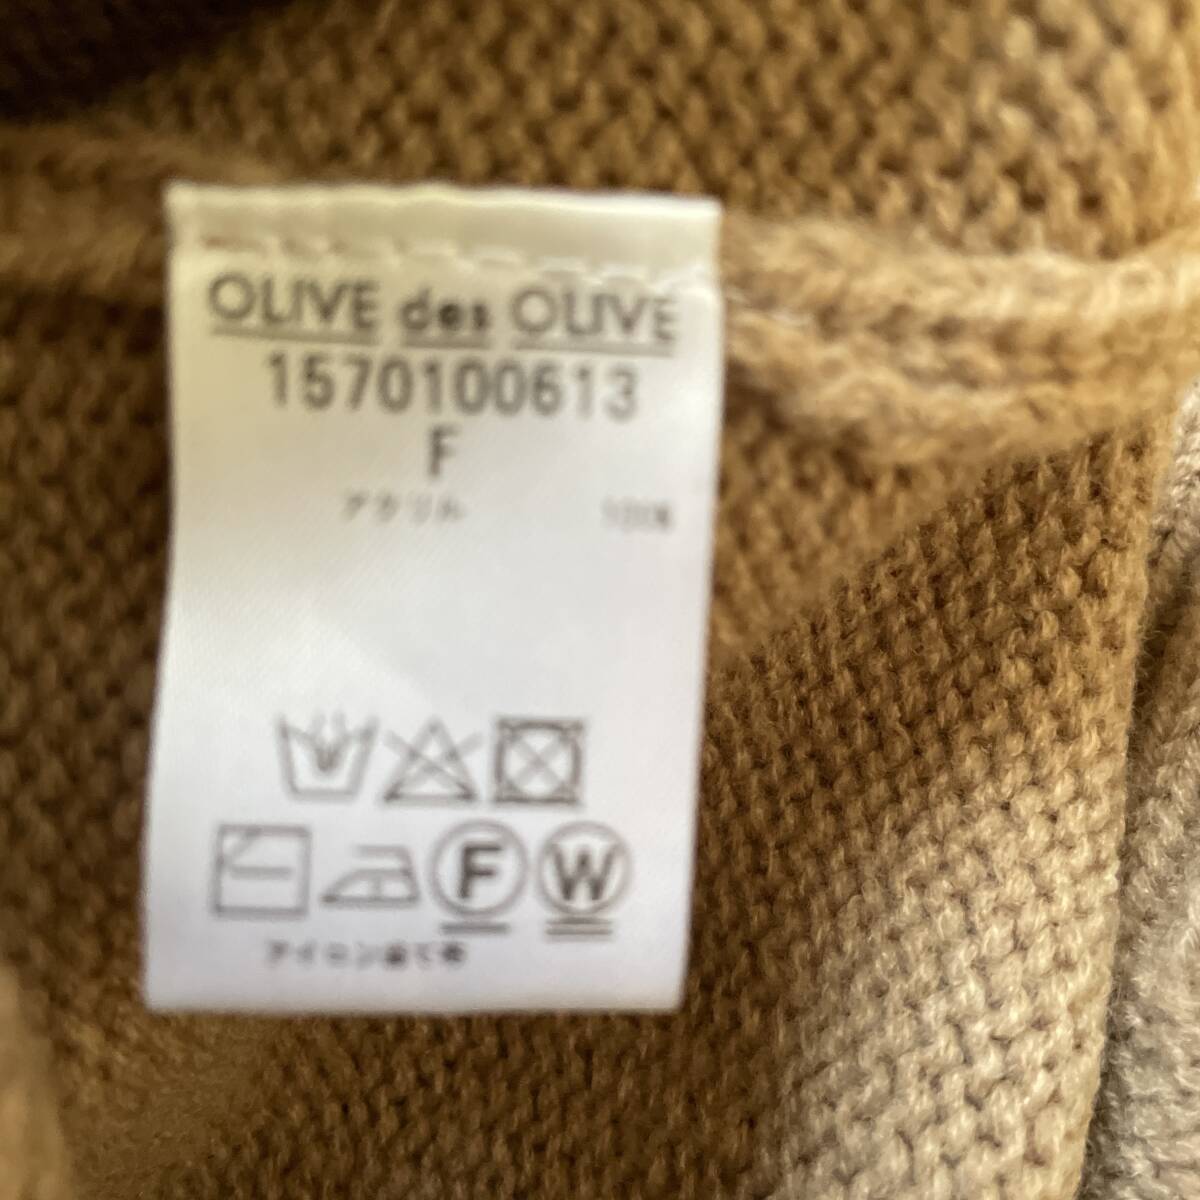 OLIVE des OLIVE
1570100613
F
アクリル 100%
F W
アイロン当て布